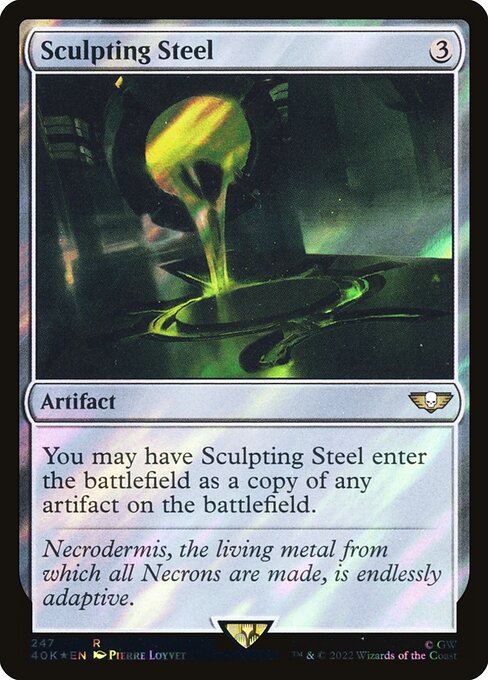 Sculpting Steel 3
Artifact
You may have Sculpting Steel enter
the battlefield as a copy of any
artifact on the battlefield.
Necrodermis, the living metal from
which all Necrons are made, is endlessly
adaptive.
247 R © GW
40K★EN Pierre Loyvet ™ & © 2022 Wizards of the Coast